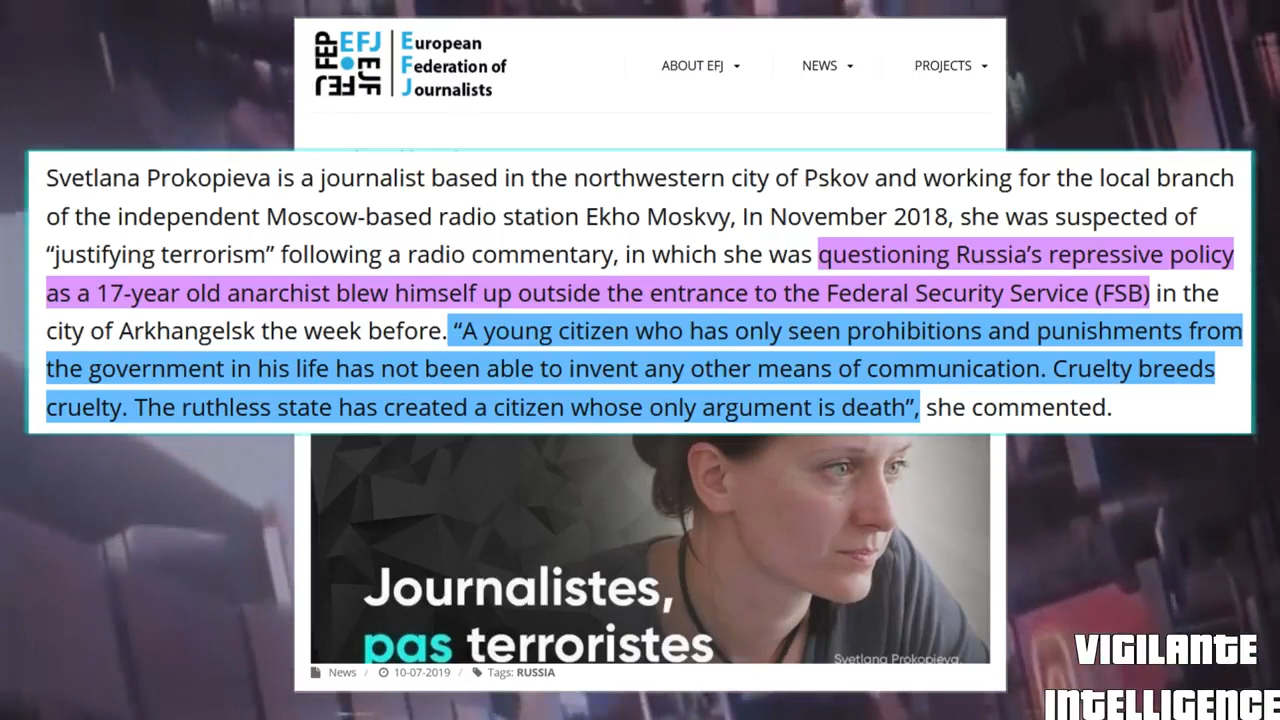 EFJ
FEP
EJF
FEJ
European
Federation of
Journalists
ABOUT EFJ
NEWS
PROJECTS
Svetlana Prokopieva is a journalist based in the northwestern city of Pskov and working for the local branch
of the independent Moscow-based radio station Ekho Moskvy, In November 2018, she was suspected of
“justifying terrorism” following a radio commentary, in which she was questioning Russia’s repressive policy
as a 17-year old anarchist blew himself up outside the entrance to the Federal Security Service (FSB) in the
city of Arkhangelsk the week before. “A young citizen who has only seen prohibitions and punishments from
the government in his life has not been able to invent any other means of communication. Cruelty breeds
cruelty. The ruthless state has created a citizen whose only argument is death”, she commented.
Journalistes,
pas terroristes
Svetlana Prokopieva,
News / 10-07-2019 / Tags: RUSSIA
VIGILANTE
INTELLIGENCE